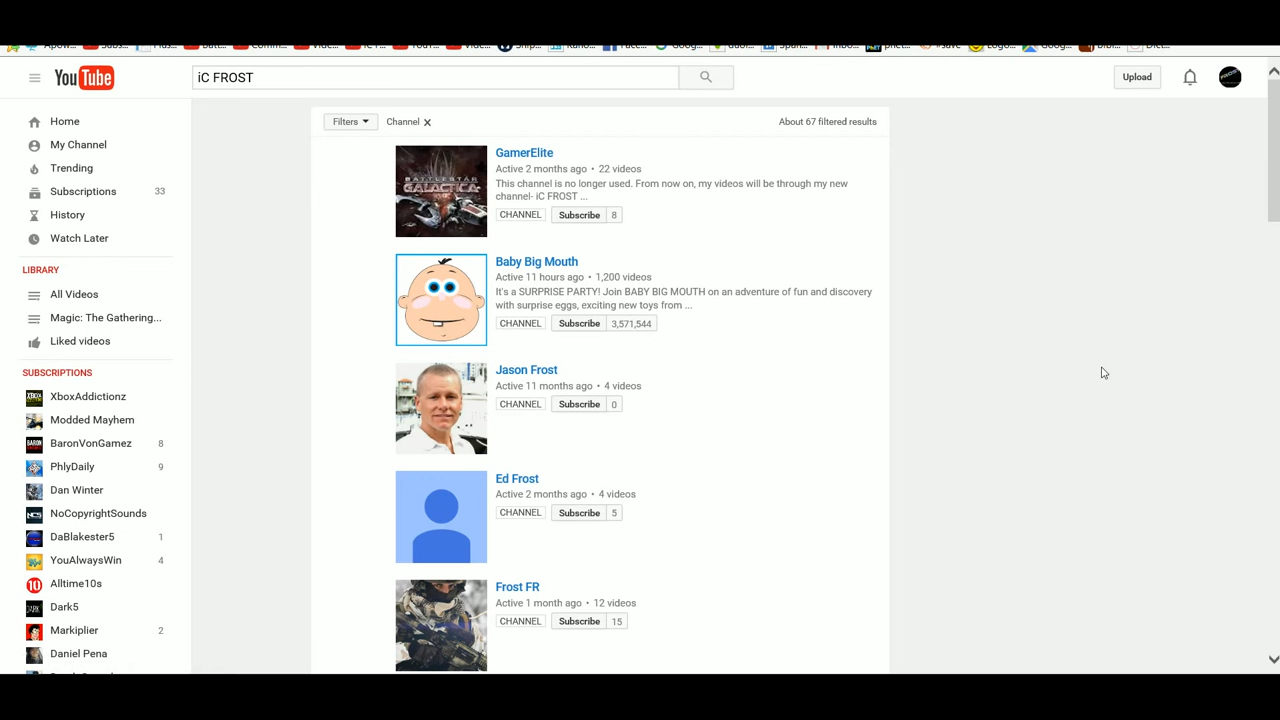 YouTube
iC FROST
Upload
Home
My Channel
Trending
Subscriptions 33
History
Watch Later
LIBRARY
All Videos
Magic: The Gathering...
Liked videos
SUBSCRIPTIONS
XboxAddictionz
Modded Mayhem
BaronVonGamez 8
PhlyDaily 9
Dan Winter
NoCopyrightSounds
DaBlakester5 1
YouAlwaysWin 4
Alltime10s
Dark5
Markiplier 2
Daniel Pena
Filters Channel About 67 filtered results
GamerElite
Active 2 months ago • 22 videos
This channel is no longer used. From now on, my videos will be through my new
channel- iC FROST ...
CHANNEL Subscribe 8
BATTLESTAR
GALACTICA
Baby Big Mouth
Active 11 hours ago • 1,200 videos
It's a SURPRISE PARTY! Join BABY BIG MOUTH on an adventure of fun and discovery
with surprise eggs, exciting new toys from ...
CHANNEL Subscribe 3,571,544
Jason Frost
Active 11 months ago • 4 videos
CHANNEL Subscribe 0
Ed Frost
Active 2 months ago • 4 videos
CHANNEL Subscribe 5
Frost FR
Active 1 month ago • 12 videos
CHANNEL Subscribe 15